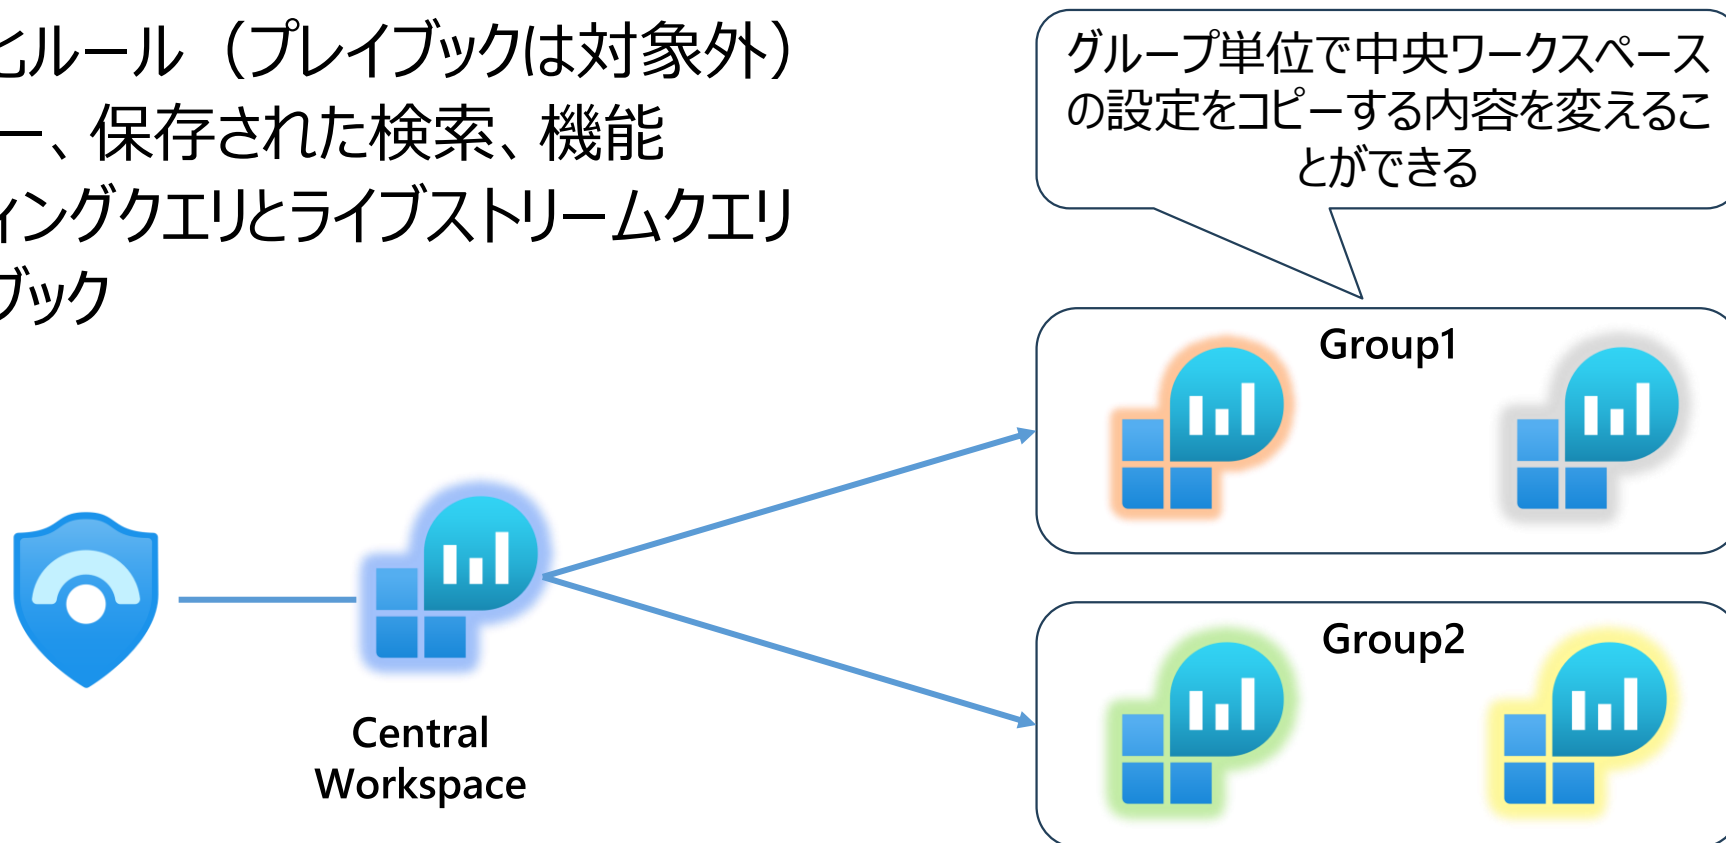 ルール（プレイブックは対象外）
ー、保存された検索、機能
ィングクエリとライブストリームクエリ
ブック
グループ単位で中央ワークスペース
の設定をコピーする内容を変えるこ
とができる
Group1
Group2
Central
Workspace